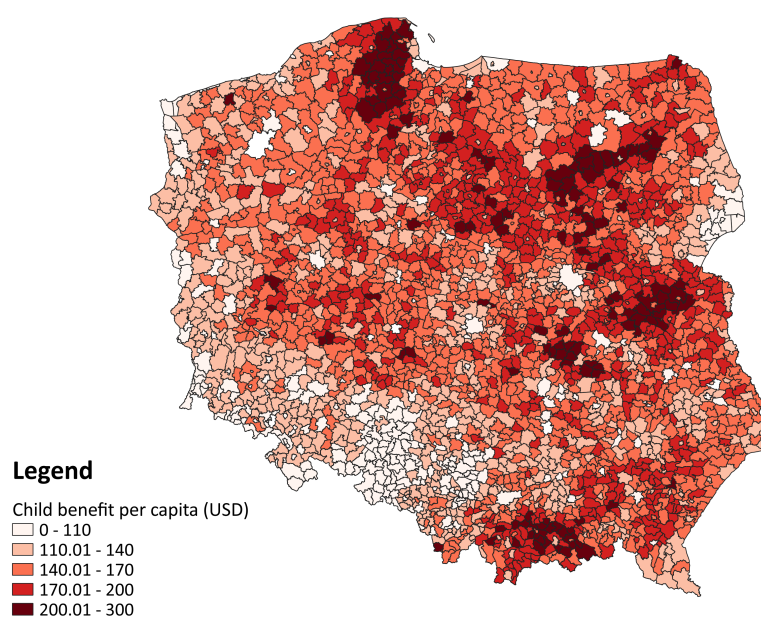 Legend
Child benefit per capita (USD)
0 - 110
110.01 - 140
140.01 - 170
170.01 - 200
200.01 - 300